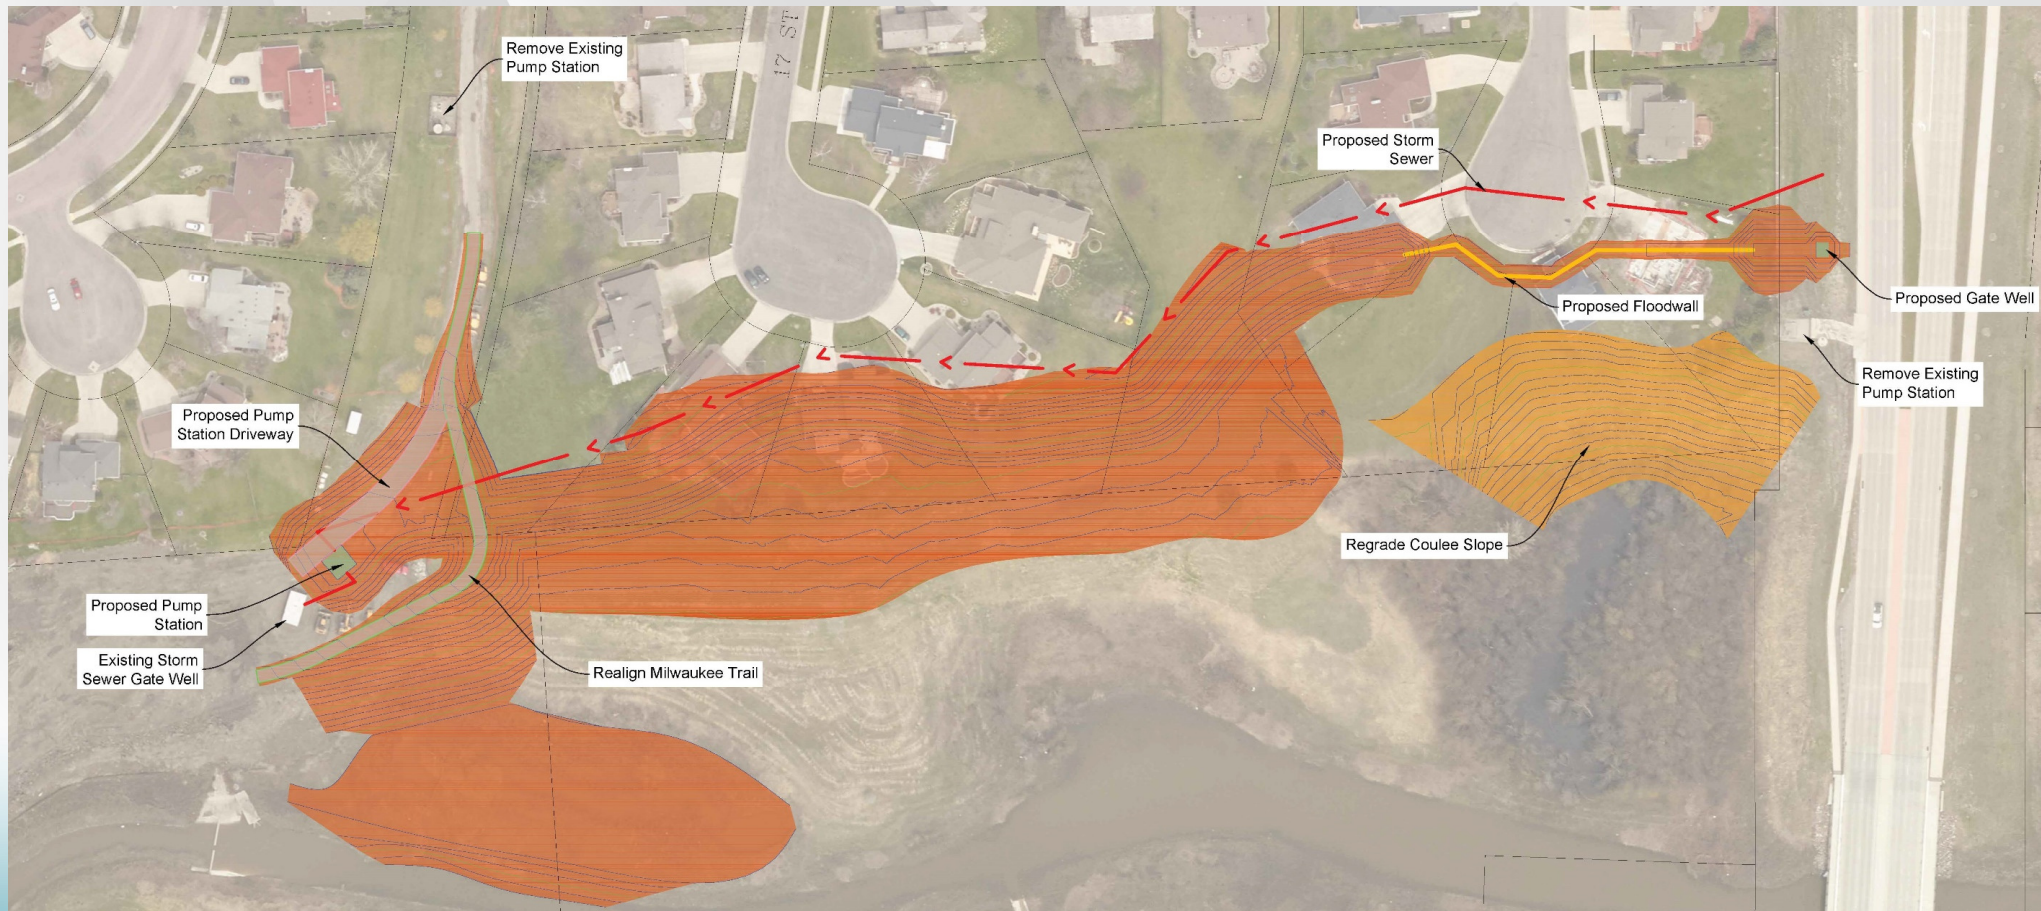 Remove Existing
Pump Station
17 ST
Proposed Storm
Sewer
Proposed Gate Well
Proposed Floodwall
Remove Existing
Pump Station
Proposed Pump
Station Driveway
Regrade Coulee Slope
Proposed Pump
Station
Existing Storm
Sewer Gate Well
Realign Milwaukee Trail